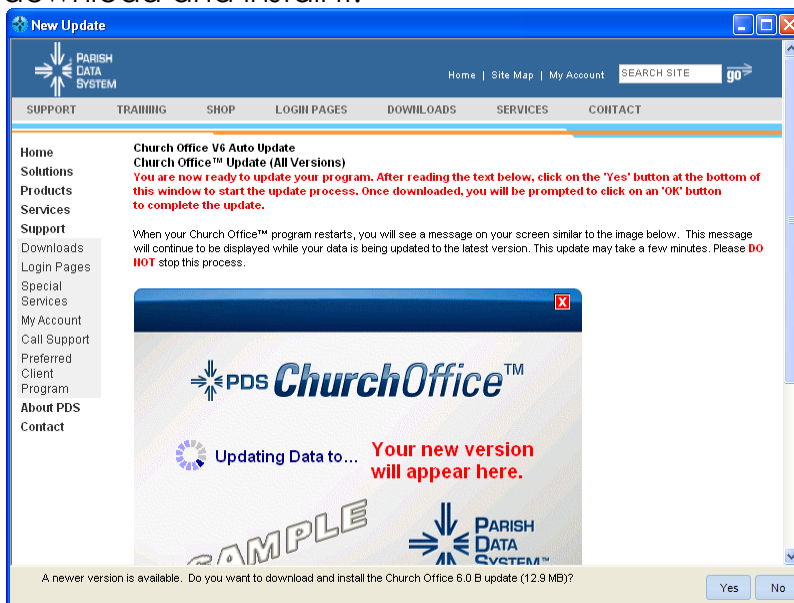 download and install it.
New Update
PARISH
DATA
SYSTEM
Home | Site Map | My Account SEARCH SITE go
SUPPORT TRAINING SHOP LOGIN PAGES DOWNLOADS SERVICES CONTACT
Home
Solutions
Products
Services
Support
Downloads
Login Pages
Special
Services
My Account
Call Support
Preferred
Client
Program
About PDS
Contact
Church Office V6 Auto Update
Church Office™ Update (All Versions)
You are now ready to update your program. After reading the text below, click on the 'Yes' button at the bottom of
this window to start the update process. Once downloaded, you will be prompted to click on an 'OK' button
to complete the update.
When your Church Office™ program restarts, you will see a message on your screen similar to the image below. This message
will continue to be displayed while your data is being updated to the latest version. This update may take a few minutes. Please DO
NOT stop this process.
PDS ChurchOffice™
Updating Data to...
Your new version
will appear here.
SAMPLE
PARISH
DATA
SYSTEM™
A newer version is available. Do you want to download and install the Church Office 6.0 B update (12.9 MB)?
Yes No